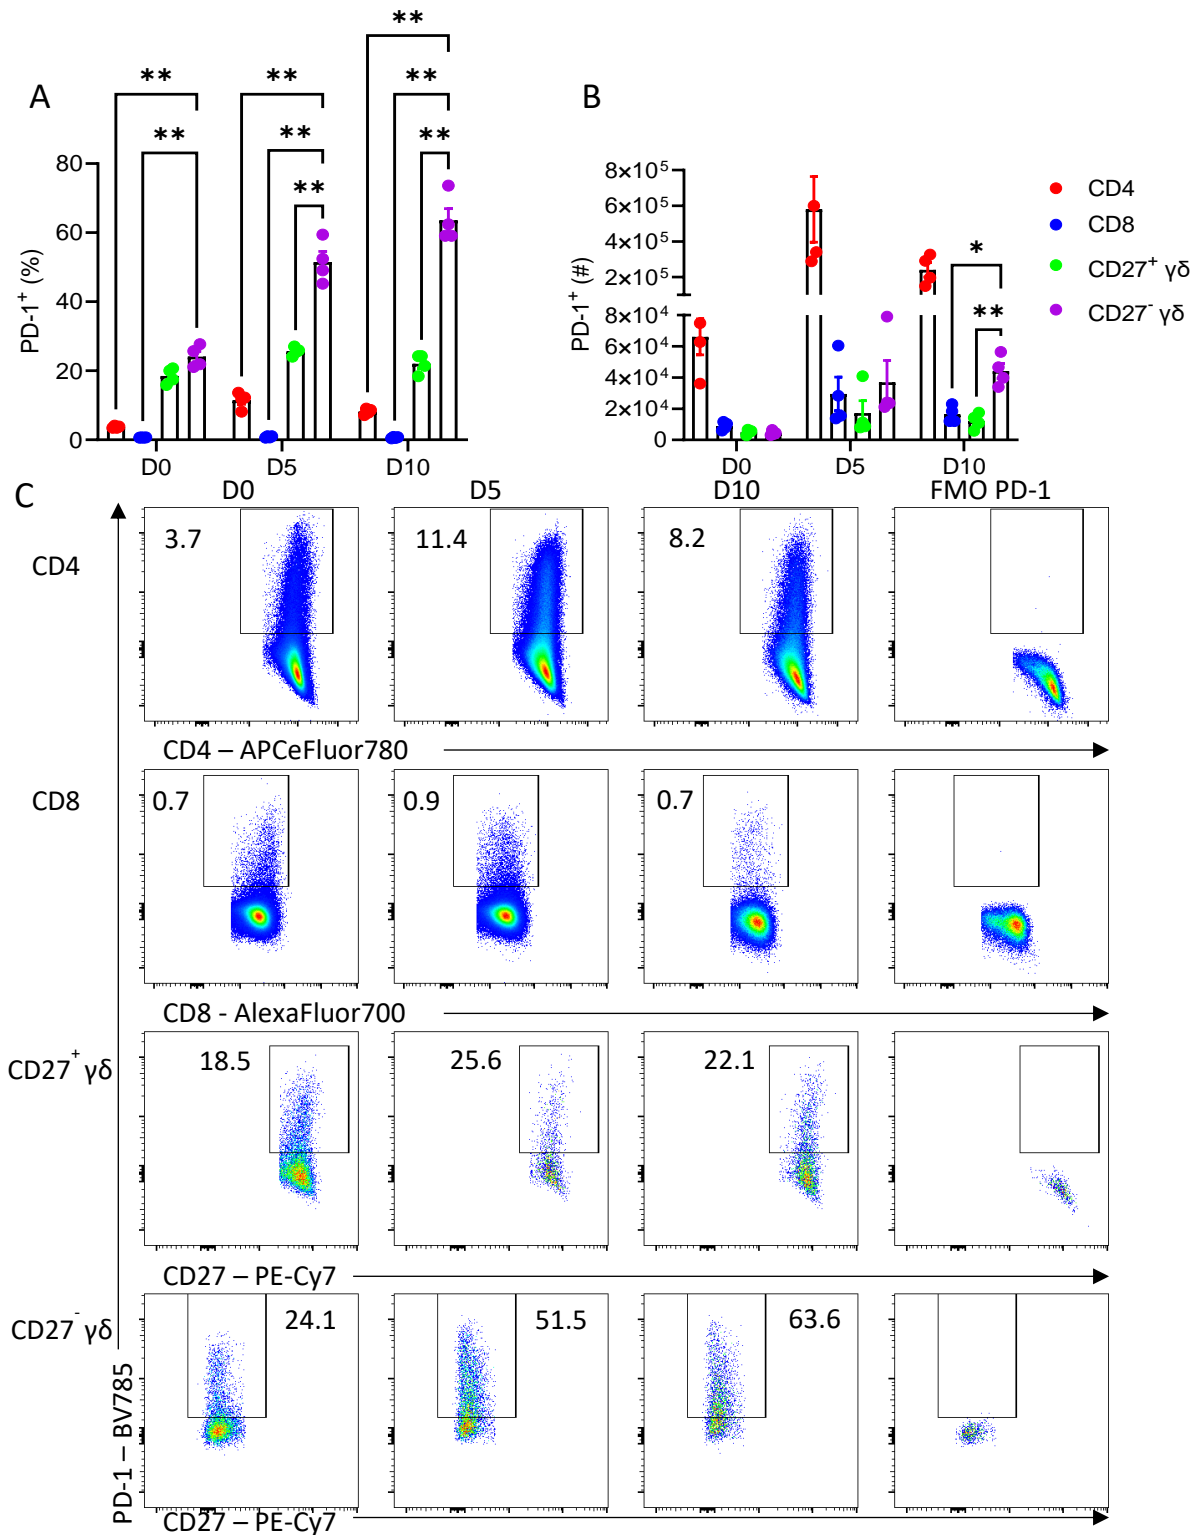 A
** ** ** ** ** ** ** **
PD-1⁺ (%)
80
60
40
20
0
D0 D5 D10
B
* **
PD-1⁺ (#)
8×10⁵
6×10⁵
4×10⁵
2×10⁵
8×10⁴
6×10⁴
4×10⁴
2×10⁴
0
D0 D5 D10
CD4
CD8
CD27⁺ γδ
CD27⁻ γδ
C
D0 D5 D10 FMO PD-1
CD4
3.7 11.4 8.2
CD4 – APCeFluor780
CD8
0.7 0.9 0.7
CD8 - AlexaFluor700
CD27⁺ γδ
18.5 25.6 22.1
CD27 – PE-Cy7
CD27⁻ γδ
24.1 51.5 63.6
PD-1 – BV785
CD27 – PE-Cy7